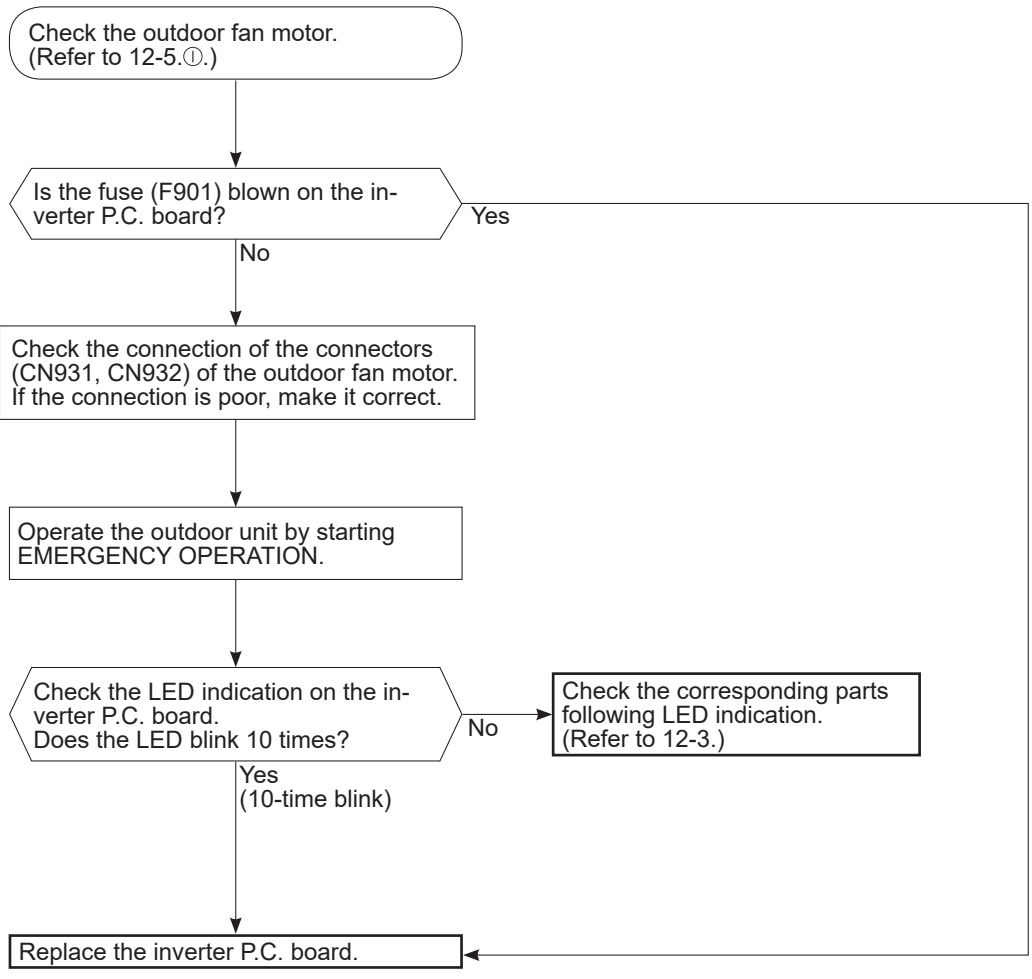 Check the outdoor fan motor.
(Refer to 12-5.Ⓘ.)
Is the fuse (F901) blown on the in-
verter P.C. board?
Yes
No
Check the connection of the connectors
(CN931, CN932) of the outdoor fan motor.
If the connection is poor, make it correct.
Operate the outdoor unit by starting
EMERGENCY OPERATION.
Check the LED indication on the in-
verter P.C. board.
Does the LED blink 10 times?
No
Check the corresponding parts
following LED indication.
(Refer to 12-3.)
Yes
(10-time blink)
Replace the inverter P.C. board.